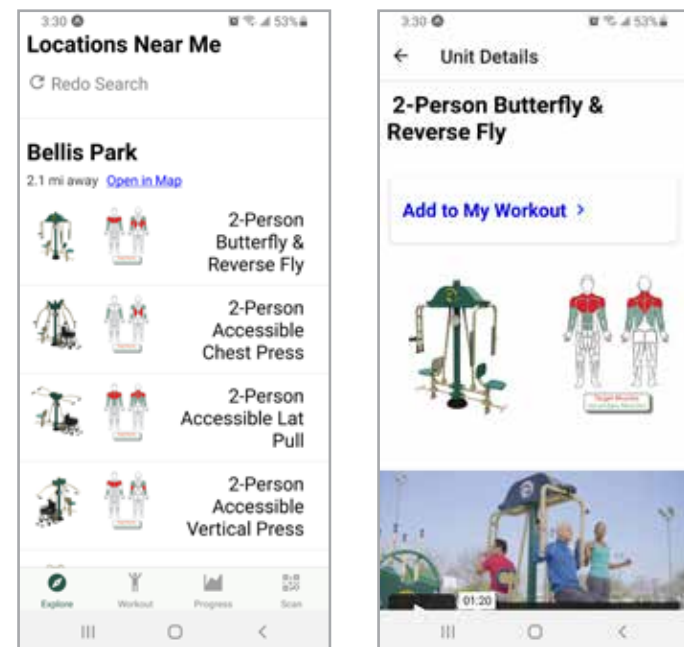 3:30 53%
Locations Near Me
Redo Search
Bellis Park
2.1 mi away Open in Map
2-Person
Butterfly &
Reverse Fly
2-Person
Accessible
Chest Press
2-Person
Accessible Lat
Pull
2-Person
Accessible
Vertical Press
Explore Workout Progress Scan
3:30 53%
Unit Details
2-Person Butterfly &
Reverse Fly
Add to My Workout >
Target Muscles
Secondary Muscles
01:20